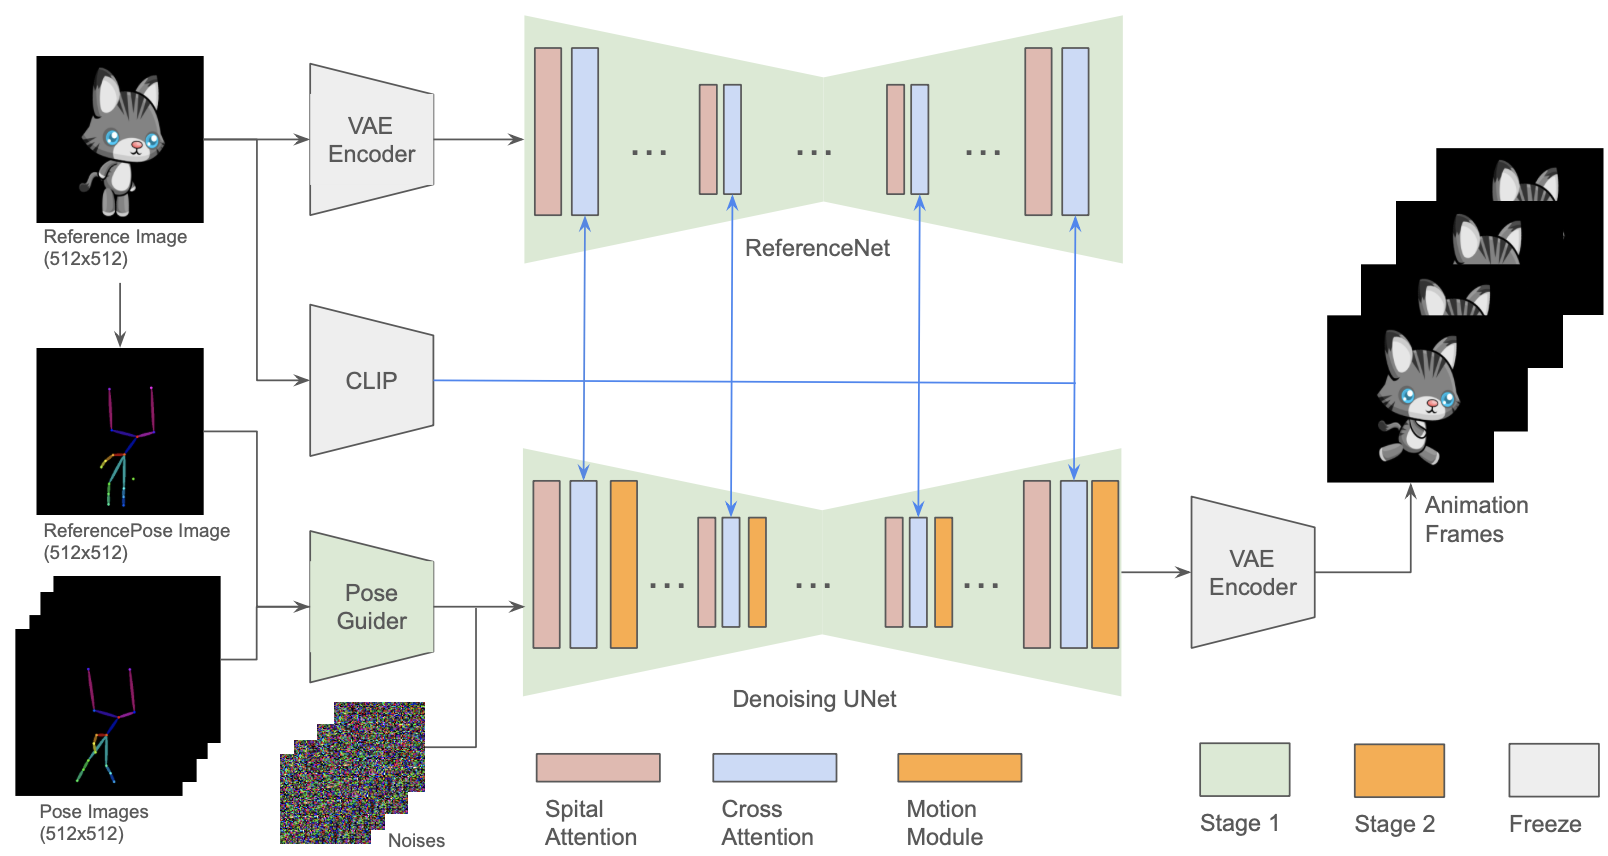 VAE
Encoder
Reference Image
(512x512)
ReferenceNet
CLIP
ReferencePose Image
(512x512)
Pose
Guider
VAE
Encoder
Animation
Frames
Denoising UNet
Pose Images
(512x512)
Noises
Spital
Attention
Cross
Attention
Motion
Module
Stage 1
Stage 2
Freeze